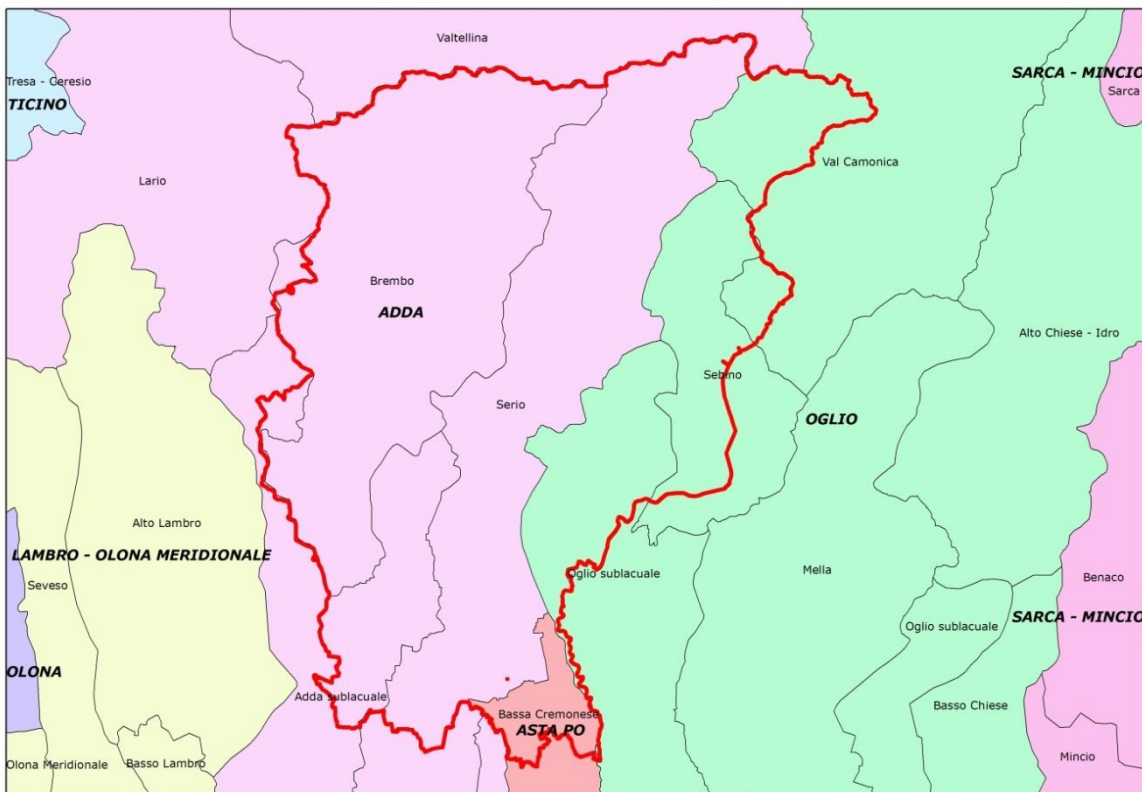 Valtellina
Tresa - Ceresio
TICINO
SARCA - MINCIO
Sarca
Val Camonica
Lario
Brembo
ADDA
Alto Chiese - Idro
Sebino
Serio
OGLIO
Alto Lambro
LAMBRO - OLONA MERIDIONALE
Seveso
Oglio sublacuale
Mella
Benaco
Oglio sublacuale
SARCA - MINCIO
OLONA
Adda sublacuale
Bassa Cremonese
ASTA PO
Basso Chiese
Olona Meridionale
Basso Lambro
Mincio